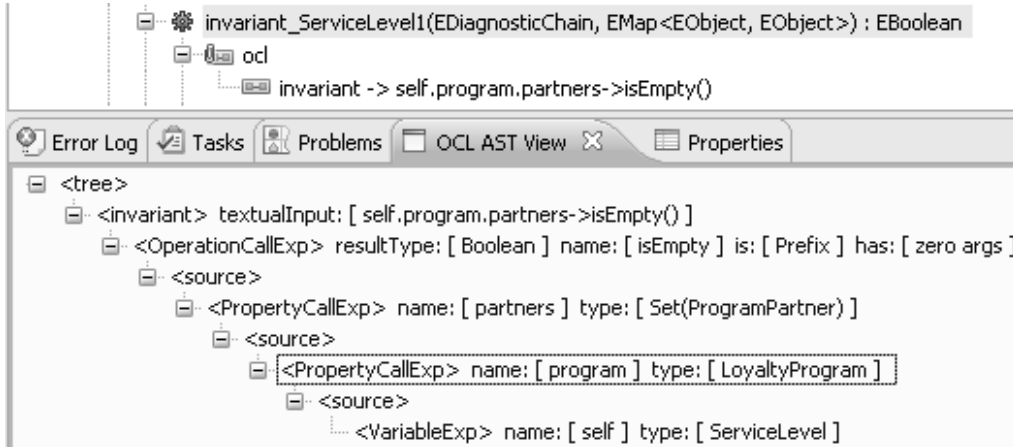 invariant_ServiceLevel1(EDiagnosticChain, EMap<EObject, EObject>) : EBoolean
ocl
invariant -> self.program.partners->isEmpty()
Error Log Tasks Problems OCL AST View Properties
<tree>
<invariant> textualInput: [ self.program.partners->isEmpty() ]
<OperationCallExp> resultType: [ Boolean ] name: [ isEmpty ] is: [ Prefix ] has: [ zero args ]
<source>
<PropertyCallExp> name: [ partners ] type: [ Set(ProgramPartner) ]
<source>
<PropertyCallExp> name: [ program ] type: [ LoyaltyProgram ]
<source>
<VariableExp> name: [ self ] type: [ ServiceLevel ]